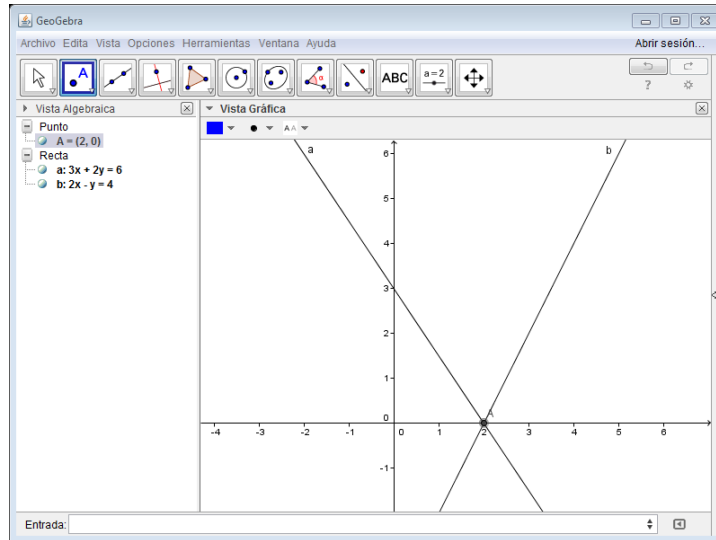 GeoGebra
Archivo Edita Vista Opciones Herramientas Ventana Ayuda
Abrir sesión...
A
ABC
a=2
?
Vista Algebraica
Vista Gráfica
Punto
A = (2, 0)
Recta
a: 3x + 2y = 6
b: 2x - y = 4
AA
a
b
6
5
4
3
2
1
0
-1
-4 -3 -2 -1 0 1 2 3 4 5 6
A
Entrada: